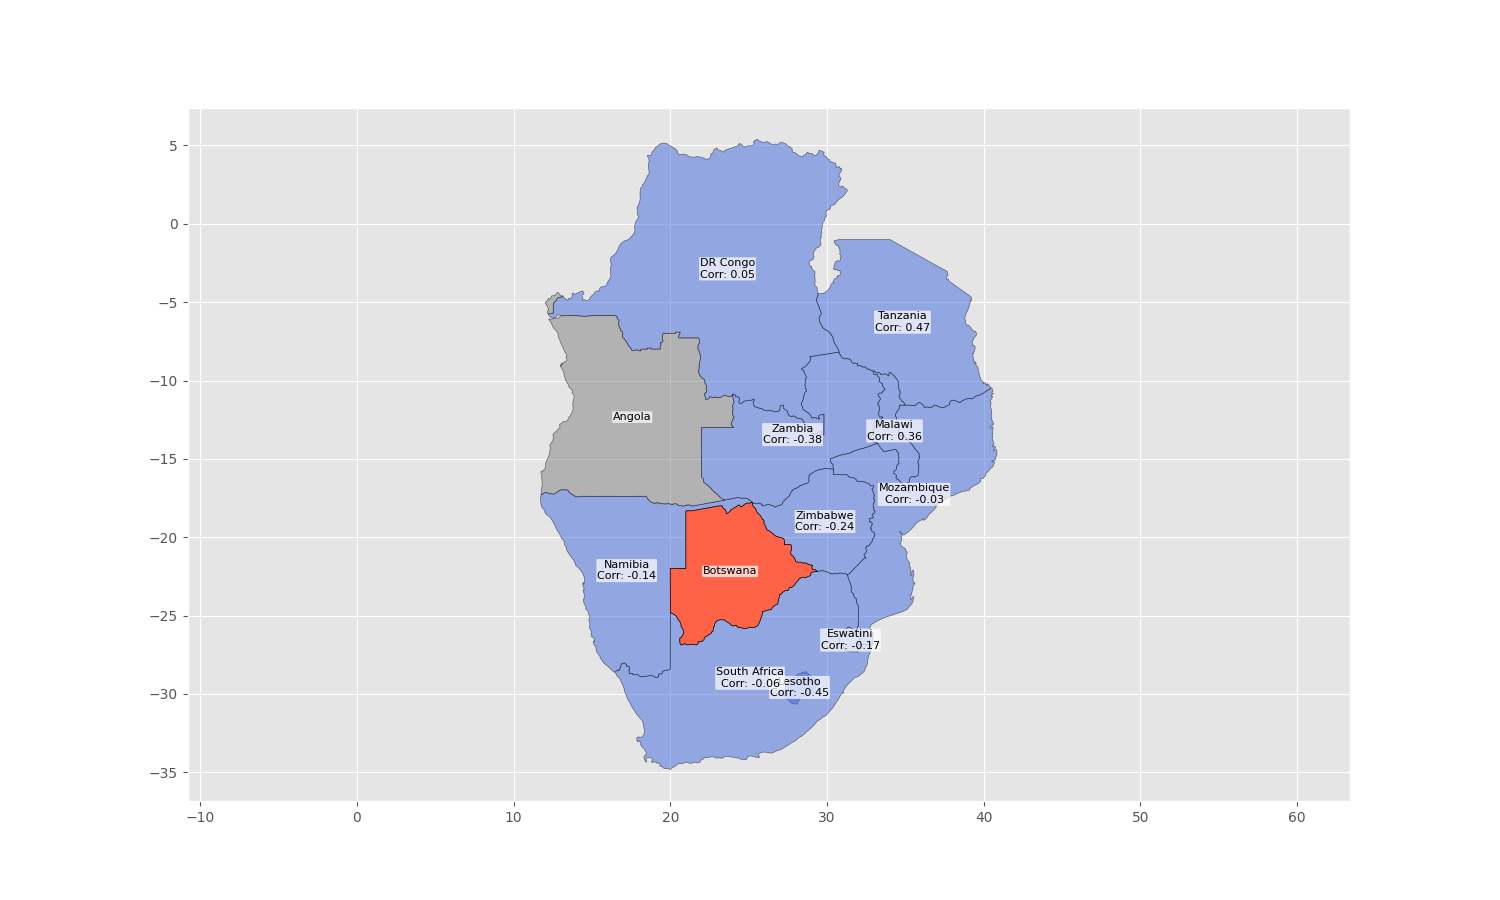 5
0
−5
−10
−15
−20
−25
−30
−35
DR Congo
Corr: 0.05
Tanzania
Corr: 0.47
Angola
Zambia
Corr: -0.38
Malawi
Corr: 0.36
Mozambique
Corr: -0.03
Zimbabwe
Corr: -0.24
Namibia
Corr: -0.14
Botswana
Eswatini
Corr: -0.17
South Africa
Corr: -0.06
esotho
Corr: -0.45
−10
0
10
20
30
40
50
60